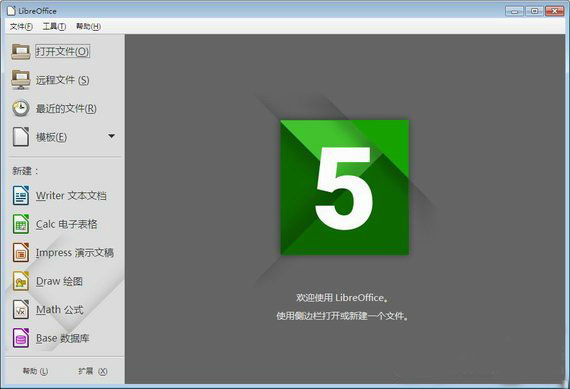 LibreOffice
文件(F) 工具(T) 帮助(H)
打开文件(O)
远程文件 (S)
最近的文件(R)
模板(E)
新建：
Writer 文本文档
Calc 电子表格
Impress 演示文稿
Draw 绘图
Math 公式
Base 数据库
帮助 (L) 扩展 (X)
5
欢迎使用 LibreOffice。
使用侧边栏打开或新建一个文件。